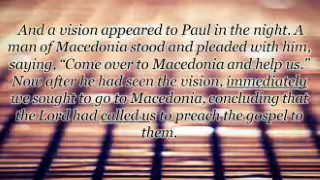 And a vision appeared to Paul in the night. A
man of Macedonia stood and pleaded with him,
saying, “Come over to Macedonia and help us.”
Now after he had seen the vision, immediately
we sought to go to Macedonia, concluding that
the Lord had called us to preach the gospel to
them.